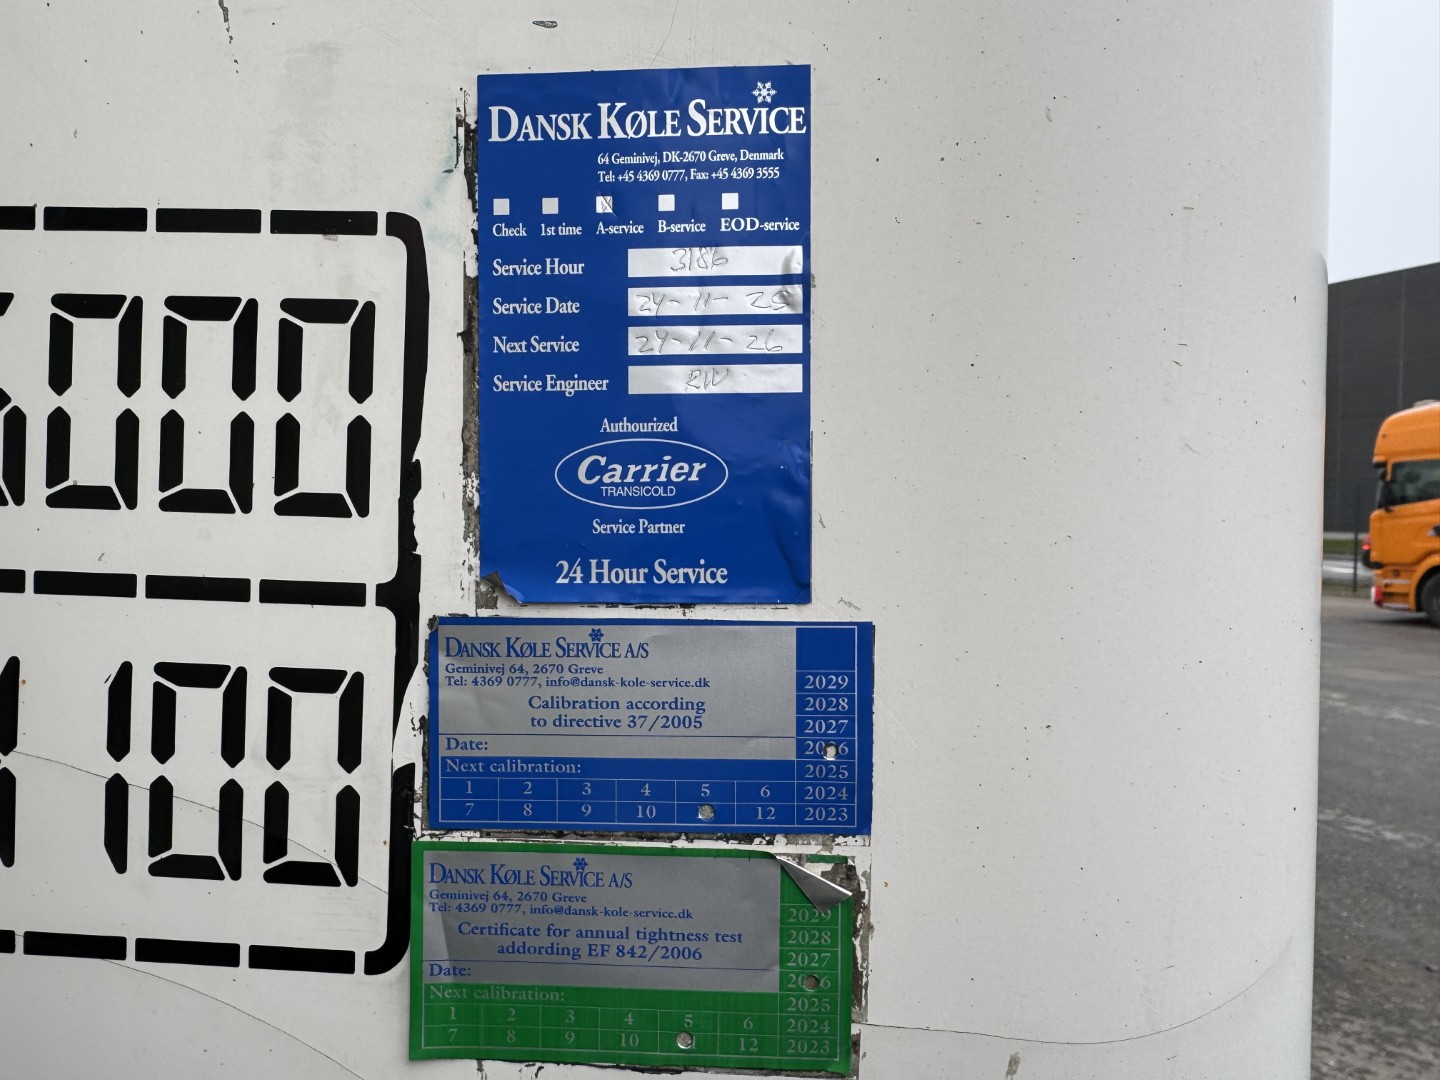 000
100
DANSK KØLE SERVICE
64 Geminivej, DK-2670 Greve, Denmark
Tel: +45 4369 0777, Fax: +45 4369 3555
Check 1st time A-service B-service EOD-service
Service Hour 3186
Service Date 24-11-25
Next Service 24-11-26
Service Engineer
Authourized
Carrier
TRANSICOLD
Service Partner
24 Hour Service
DANSK KØLE SERVICE A/S
Geminivej 64, 2670 Greve
Tel: 4369 0777, info@dansk-kole-service.dk
Calibration according
to directive 37/2005
Date:
Next calibration:
2029
2028
2027
2026
2025
1 2 3 4 5 6 2024
7 8 9 10 12 2023
DANSK KØLE SERVICE A/S
Geminivej 64, 2670 Greve
Tel: 4369 0777, info@dansk-kole-service.dk
Certificate for annual tightness test
addording EF 842/2006
Date:
Next calibration:
2029
2028
2027
2026
2025
1 2 3 4 5 6 2024
7 8 9 10 12 2023